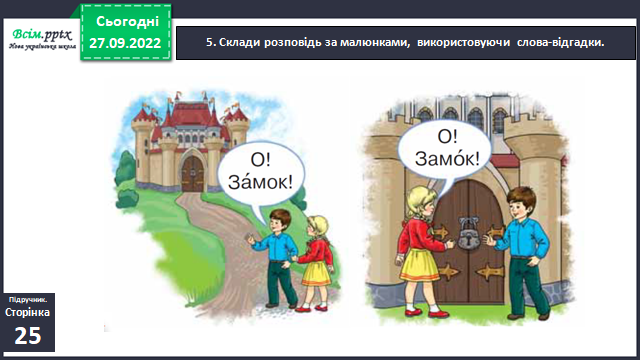 Всім.pptx
Нова українська школа
Сьогодні
27.09.2022
5. Склади розповідь за малюнками, використовуючи слова-відгадки.
О!
За́мок!
О!
Замо́к!
Підручник.
Сторінка
25